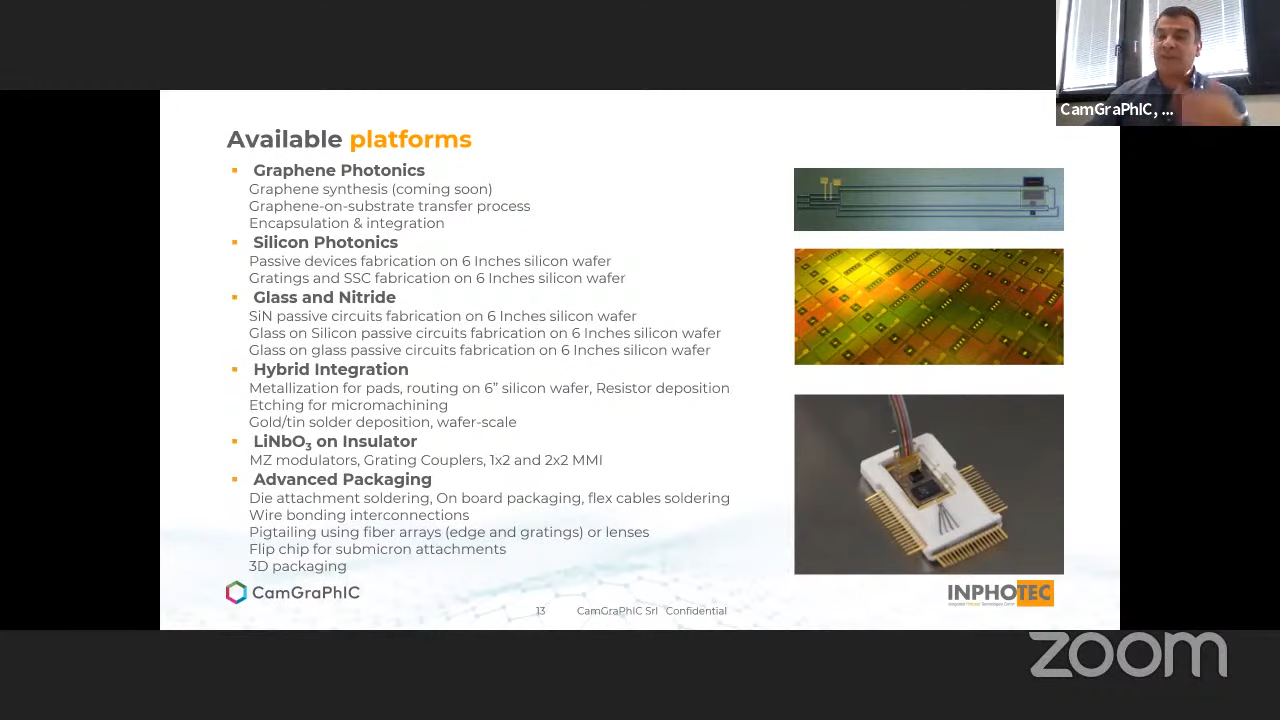 CamGraPhIC, ...
Available platforms
Graphene Photonics
Graphene synthesis (coming soon)
Graphene-on-substrate transfer process
Encapsulation & integration
Silicon Photonics
Passive devices fabrication on 6 Inches silicon wafer
Gratings and SSC fabrication on 6 Inches silicon wafer
Glass and Nitride
SiN passive circuits fabrication on 6 Inches silicon wafer
Glass on Silicon passive circuits fabrication on 6 Inches silicon wafer
Glass on glass passive circuits fabrication on 6 Inches silicon wafer
Hybrid Integration
Metallization for pads, routing on 6” silicon wafer, Resistor deposition
Etching for micromachining
Gold/tin solder deposition, wafer-scale
LiNbO₃ on Insulator
MZ modulators, Grating Couplers, 1x2 and 2x2 MMI
Advanced Packaging
Die attachment soldering, On board packaging, flex cables soldering
Wire bonding interconnections
Pigtailing using fiber arrays (edge and gratings) or lenses
Flip chip for submicron attachments
3D packaging
CamGraPhIC
INPHOTEC
13 CamGraPhIC Srl Confidential
zoom